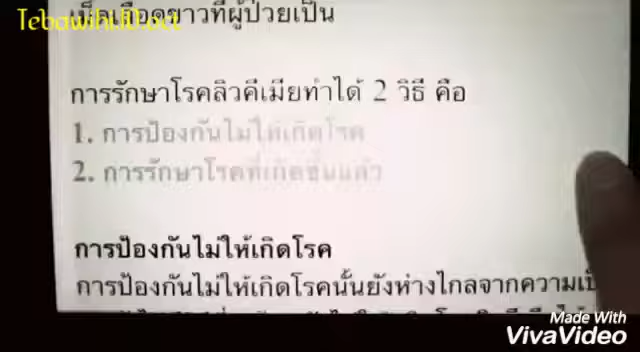 เม็ดเลือดขาวที่ผู้ป่วยเป็น
การรักษาโรคลิวคีเมียทำได้ 2 วิธี คือ
1. การป้องกันไม่ให้เกิดโรค
2. การรักษาโรคที่เกิดขึ้นแล้ว
การป้องกันไม่ให้เกิดโรค
การป้องกันไม่ให้เกิดโรคนั้นยังห่างไกลจากความ
Made With
VivaVideo